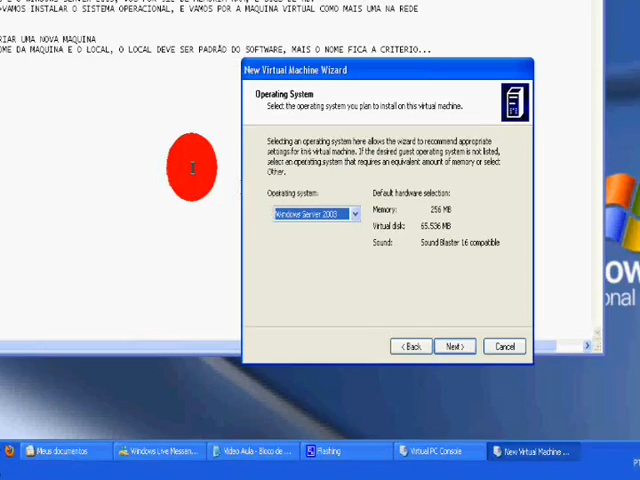 VAMOS INSTALAR O SISTEMA OPERACIONAL, E VAMOS POR A MAQUINA VIRTUAL COMO MAIS UMA NA REDE
RIAR UMA NOVA MAQUINA
OME DA MAQUINA E O LOCAL, O LOCAL DEVE SER PADRÃO DO SOFTWARE, MAIS O NOME FICA A CRITERIO...
New Virtual Machine Wizard
Operating System
Select the operating system you plan to install on this virtual machine.
Selecting an operating system here allows the wizard to recommend appropriate
settings for this virtual machine. If the desired guest operating system is not listed,
select an operating system that requires an equivalent amount of memory or select
Other.
Operating system:
Default hardware selection:
Windows Server 2003
Memory: 256 MB
Virtual disk: 65.536 MB
Sound: Sound Blaster 16 compatible
< Back Next > Cancel
Meus documentos
Windows Live Messen...
Video Aula - Bloco de ...
Flashing
Virtual PC Console
New Virtual Machine ...
PT